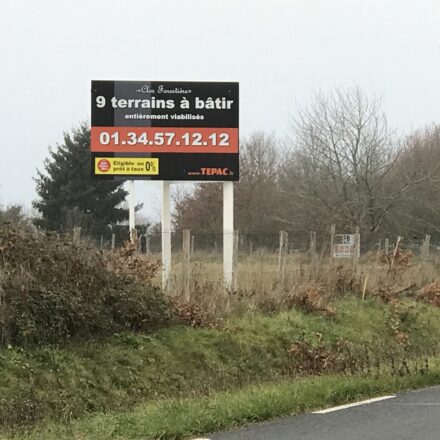 «Clos Forestière»
9 terrains à bâtir
entièrement viabilisés
01.34.57.12.12
Eligible au
prêt à taux 0%
www.TEPAC.fr